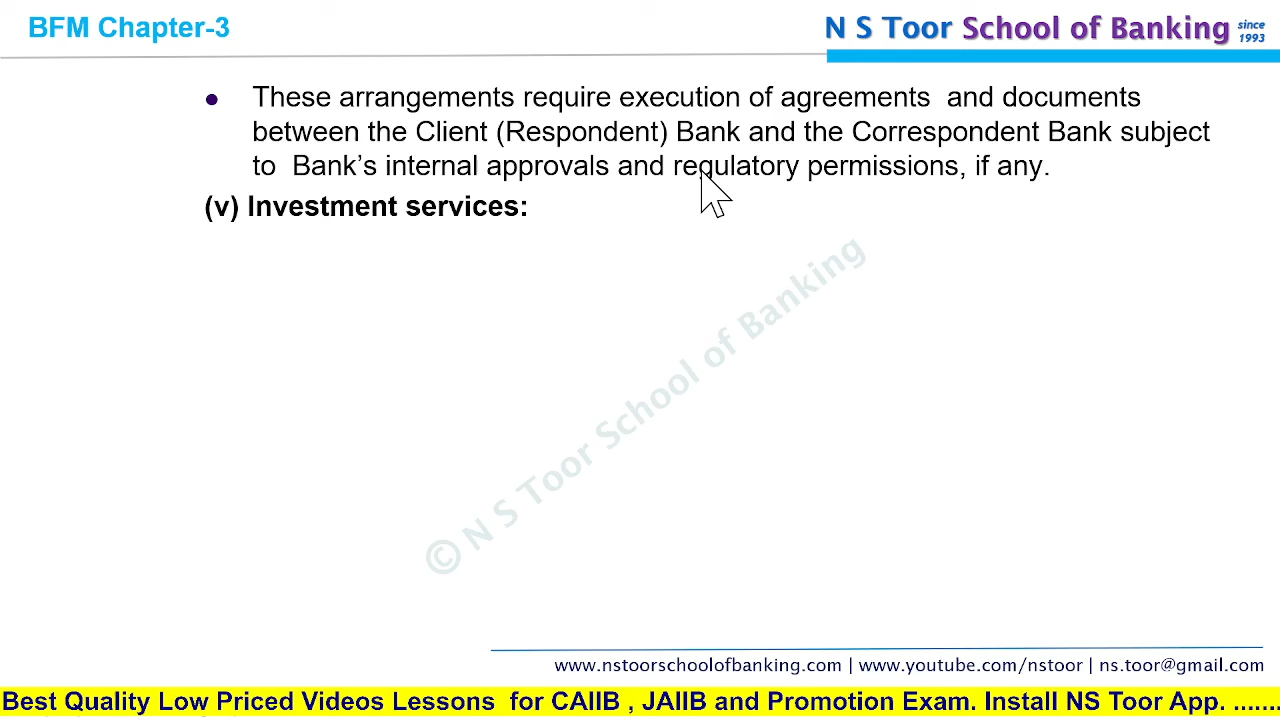 BFM Chapter-3
N S Toor School of Banking since 1993
• These arrangements require execution of agreements and documents
between the Client (Respondent) Bank and the Correspondent Bank subject
to Bank’s internal approvals and regulatory permissions, if any.
(v) Investment services:
© N S Toor School of Banking
www.nstoorschoolofbanking.com | www.youtube.com/nstoor | ns.toor@gmail.com
Best Quality Low Priced Videos Lessons for CAIIB , JAIIB and Promotion Exam. Install NS Toor App. .......